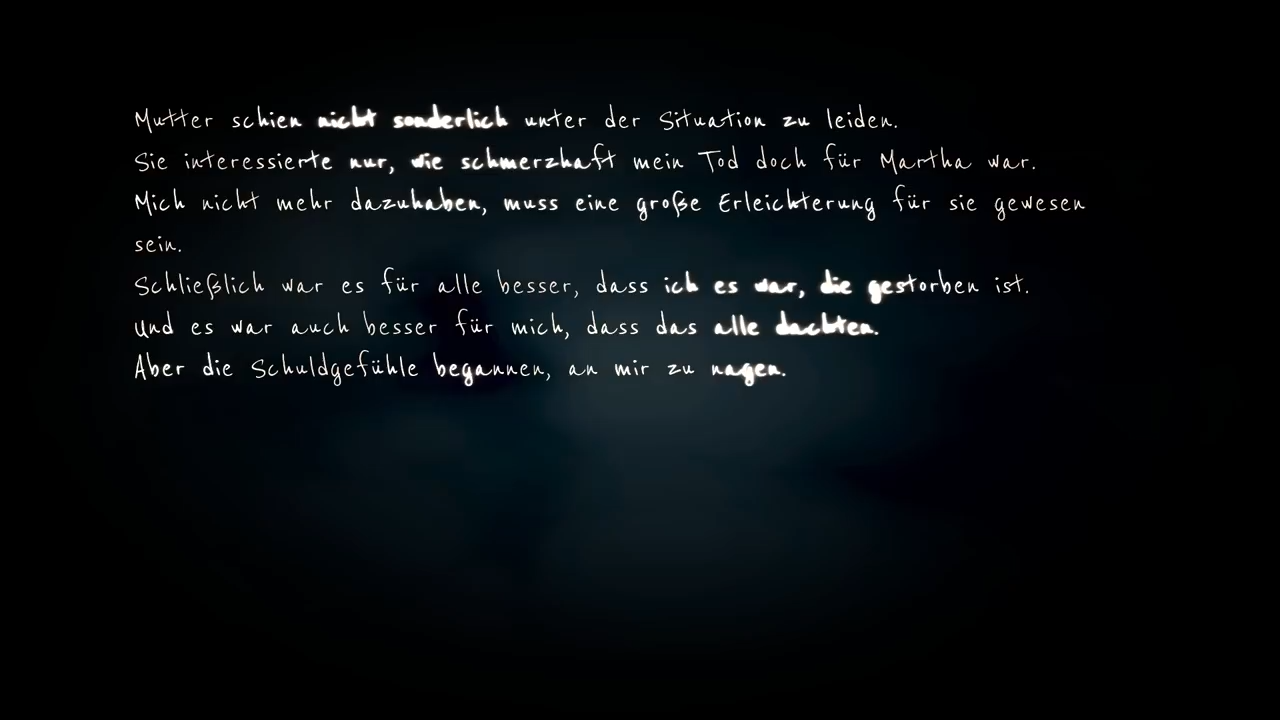 Mutter schien nicht sonderlich unter der Situation zu leiden.
Sie interessierte nur, wie schmerzhaft mein Tod doch für Martha war.
Mich nicht mehr dazuhaben, muss eine große Erleichterung für sie gewesen
sein.
Schließlich war es für alle besser, dass ich es war, die gestorben ist.
Und es war auch besser für mich, dass das alle dachten.
Aber die Schuldgefühle begannen, an mir zu nagen.